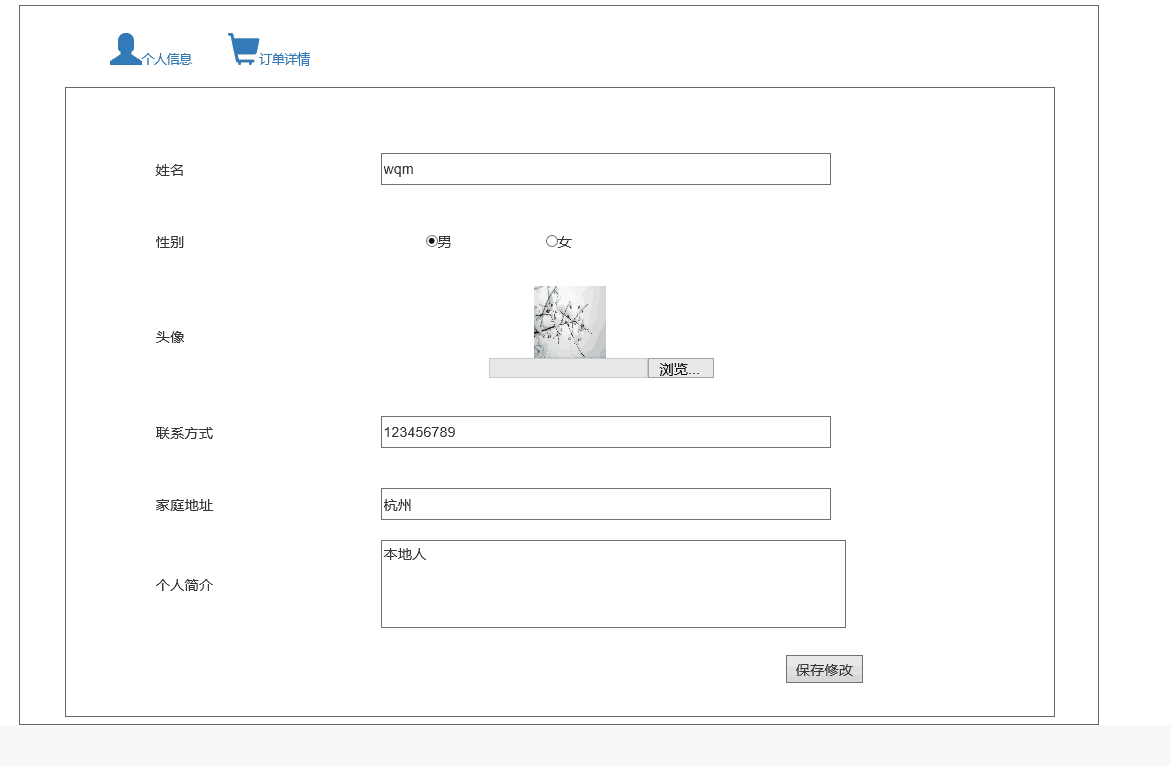 个人信息 订单详情
姓名 wqm
性别 男 女
头像
浏览...
联系方式 123456789
家庭地址 杭州
本地人
个人简介
保存修改